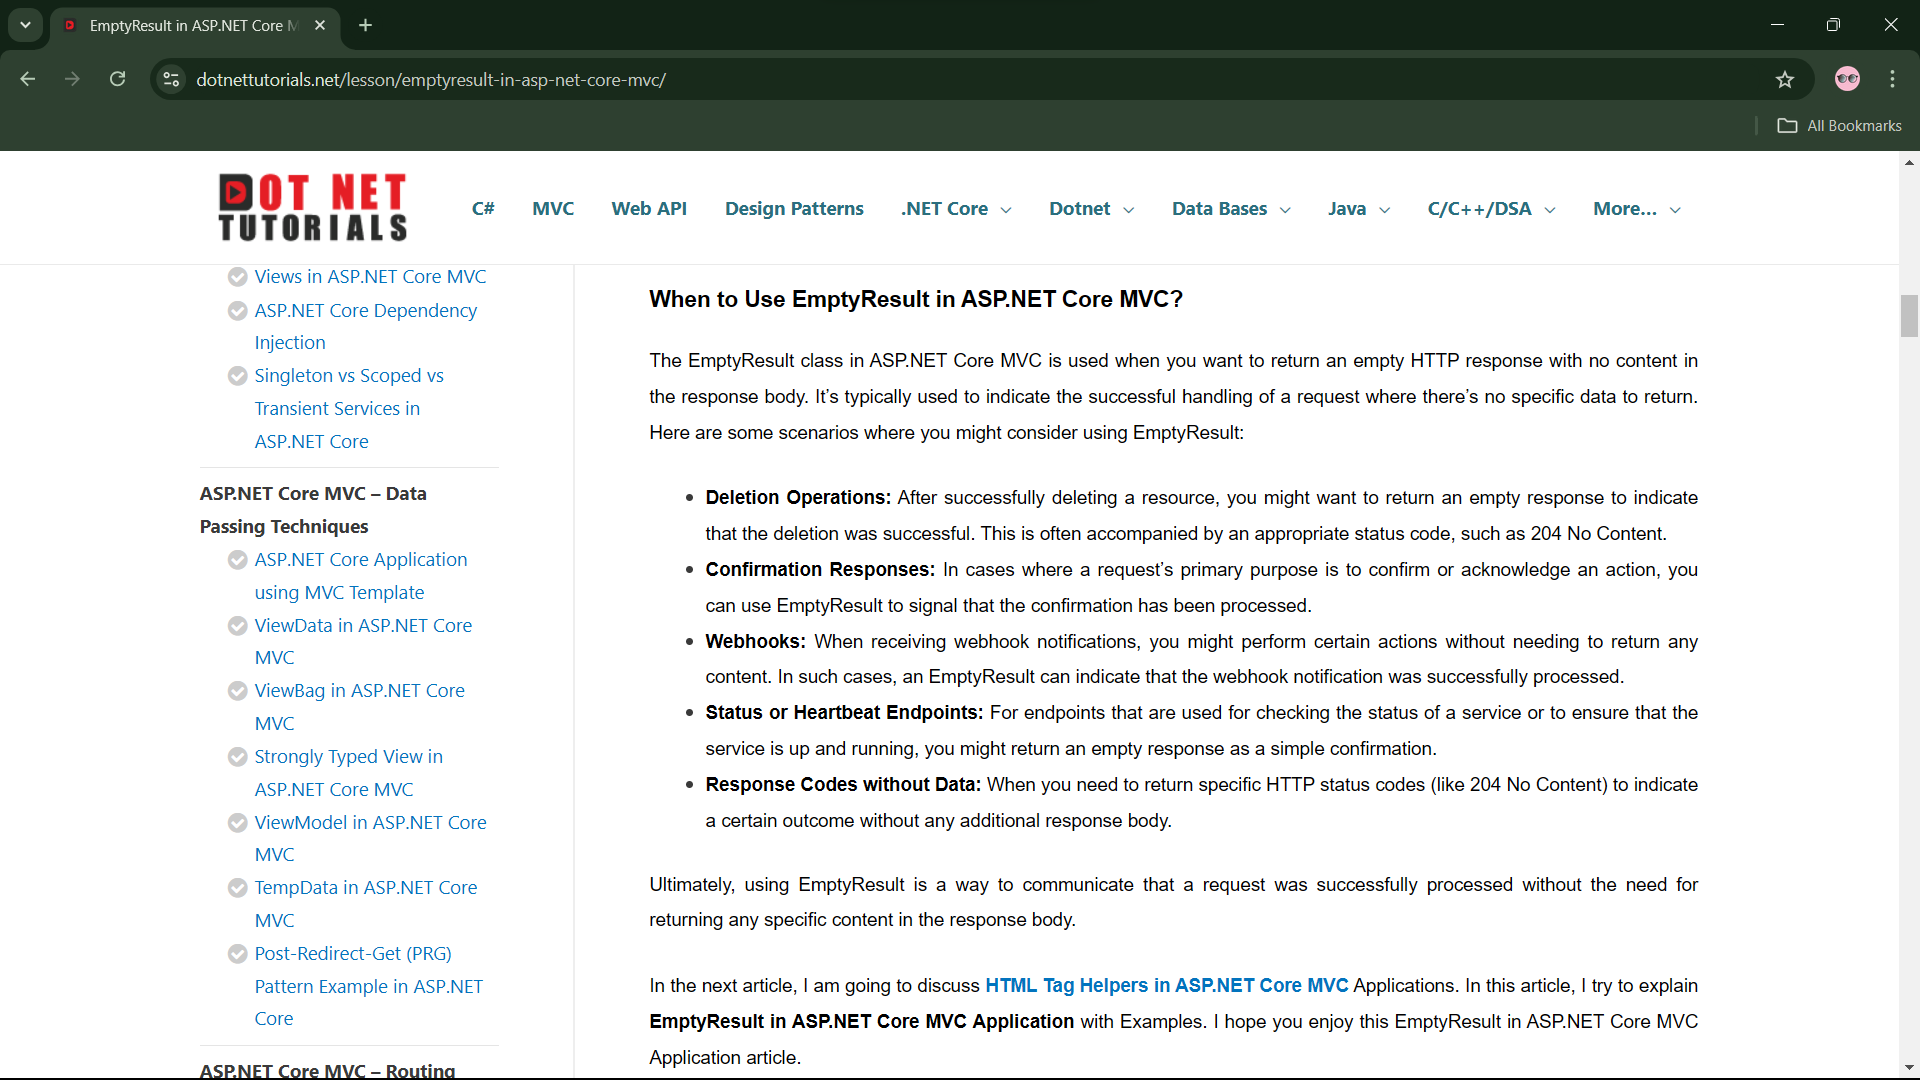 EmptyResult in ASP.NET Core M
dotnettutorials.net/lesson/emptyresult-in-asp-net-core-mvc/
All Bookmarks
DOT NET
TUTORIALS
C#
MVC
Web API
Design Patterns
.NET Core
Dotnet
Data Bases
Java
C/C++/DSA
More...
Views in ASP.NET Core MVC
ASP.NET Core Dependency
Injection
Singleton vs Scoped vs
Transient Services in
ASP.NET Core
ASP.NET Core MVC – Data
Passing Techniques
ASP.NET Core Application
using MVC Template
ViewData in ASP.NET Core
MVC
ViewBag in ASP.NET Core
MVC
Strongly Typed View in
ASP.NET Core MVC
ViewModel in ASP.NET Core
MVC
TempData in ASP.NET Core
MVC
Post-Redirect-Get (PRG)
Pattern Example in ASP.NET
Core
ASP.NET Core MVC – Routing
When to Use EmptyResult in ASP.NET Core MVC?
The EmptyResult class in ASP.NET Core MVC is used when you want to return an empty HTTP response with no content in
the response body. It’s typically used to indicate the successful handling of a request where there’s no specific data to return.
Here are some scenarios where you might consider using EmptyResult:
Deletion Operations: After successfully deleting a resource, you might want to return an empty response to indicate
that the deletion was successful. This is often accompanied by an appropriate status code, such as 204 No Content.
Confirmation Responses: In cases where a request’s primary purpose is to confirm or acknowledge an action, you
can use EmptyResult to signal that the confirmation has been processed.
Webhooks: When receiving webhook notifications, you might perform certain actions without needing to return any
content. In such cases, an EmptyResult can indicate that the webhook notification was successfully processed.
Status or Heartbeat Endpoints: For endpoints that are used for checking the status of a service or to ensure that the
service is up and running, you might return an empty response as a simple confirmation.
Response Codes without Data: When you need to return specific HTTP status codes (like 204 No Content) to indicate
a certain outcome without any additional response body.
Ultimately, using EmptyResult is a way to communicate that a request was successfully processed without the need for
returning any specific content in the response body.
In the next article, I am going to discuss HTML Tag Helpers in ASP.NET Core MVC Applications. In this article, I try to explain
EmptyResult in ASP.NET Core MVC Application with Examples. I hope you enjoy this EmptyResult in ASP.NET Core MVC
Application article.